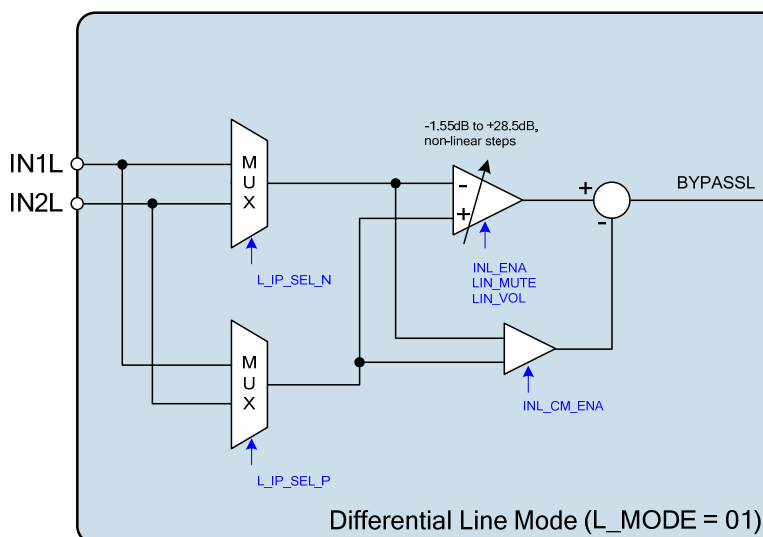 -1.55dB to +28.5dB,
non-linear steps
IN1L
IN2L
M
U
X
L_IP_SEL_N
-
+
INL_ENA
LIN_MUTE
LIN_VOL
+
-
BYPASSL
M
U
X
L_IP_SEL_P
INL_CM_ENA
Differential Line Mode (L_MODE = 01)